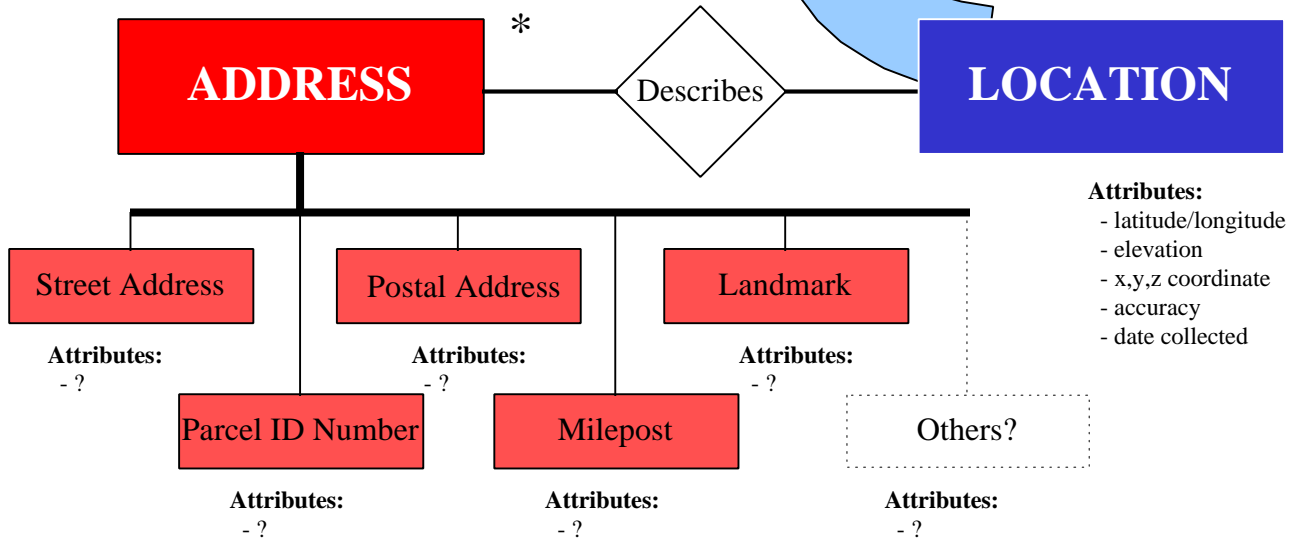 *
ADDRESS
Describes
LOCATION
Attributes:
- latitude/longitude
- elevation
- x,y,z coordinate
- accuracy
- date collected
Street Address
Postal Address
Landmark
Attributes:
- ?
Attributes:
- ?
Attributes:
- ?
Parcel ID Number
Milepost
Others?
Attributes:
- ?
Attributes:
- ?
Attributes:
- ?